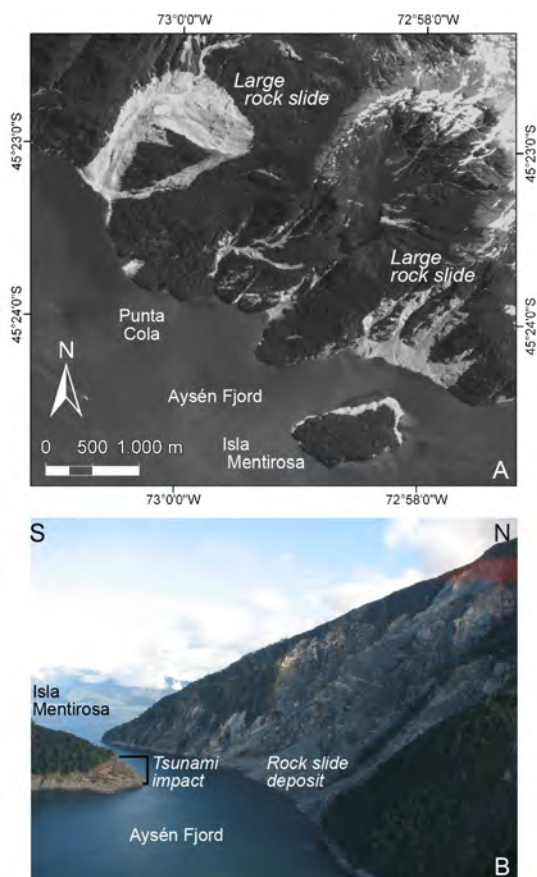 73°0'0"W
72°58'0"W
Large
rock slide
45°23'0"S
45°23'0"S
Large
rock slide
45°24'0"S
45°24'0"S
Punta
Cola
N
Aysén Fjord
0 500 1.000 m
Isla
Mentirosa
A
73°0'0"W
72°58'0"W
S
N
Isla
Mentirosa
Tsunami
impact
Rock slide
deposit
Aysén Fjord
B